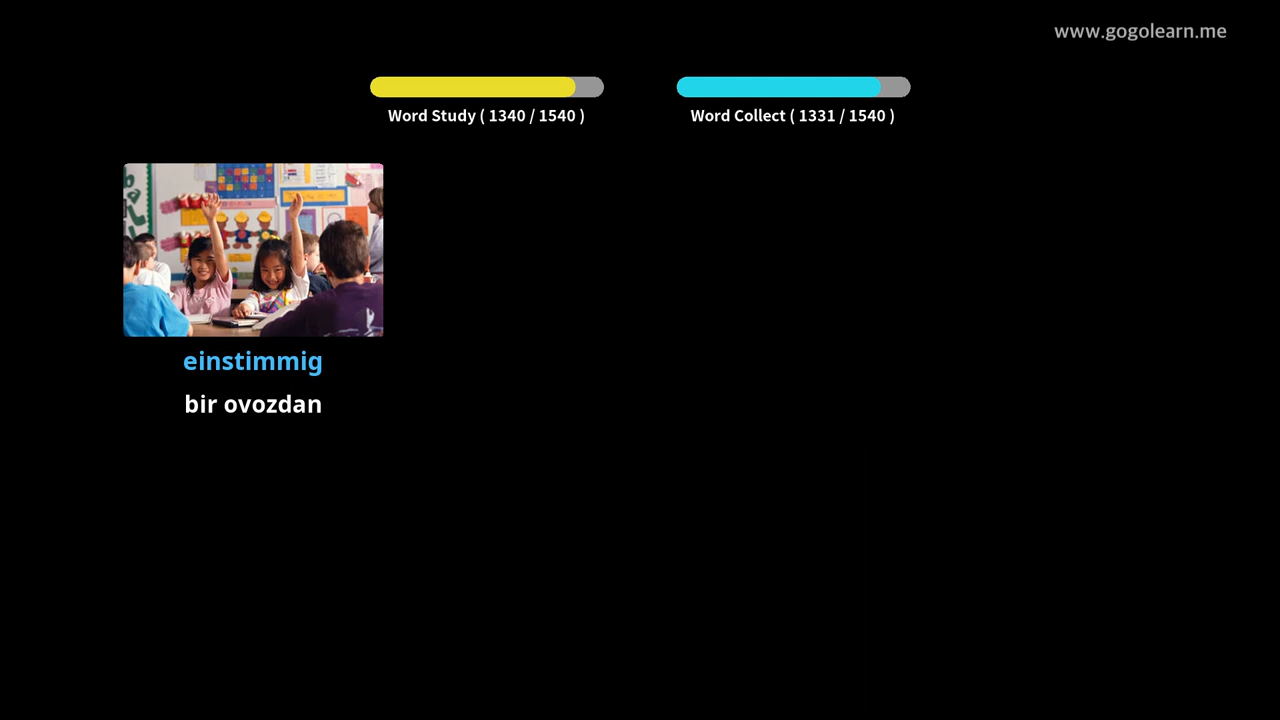 www.gogolearn.me
Word Study ( 1340 / 1540 )
Word Collect ( 1331 / 1540 )
einstimmig
bir ovozdan